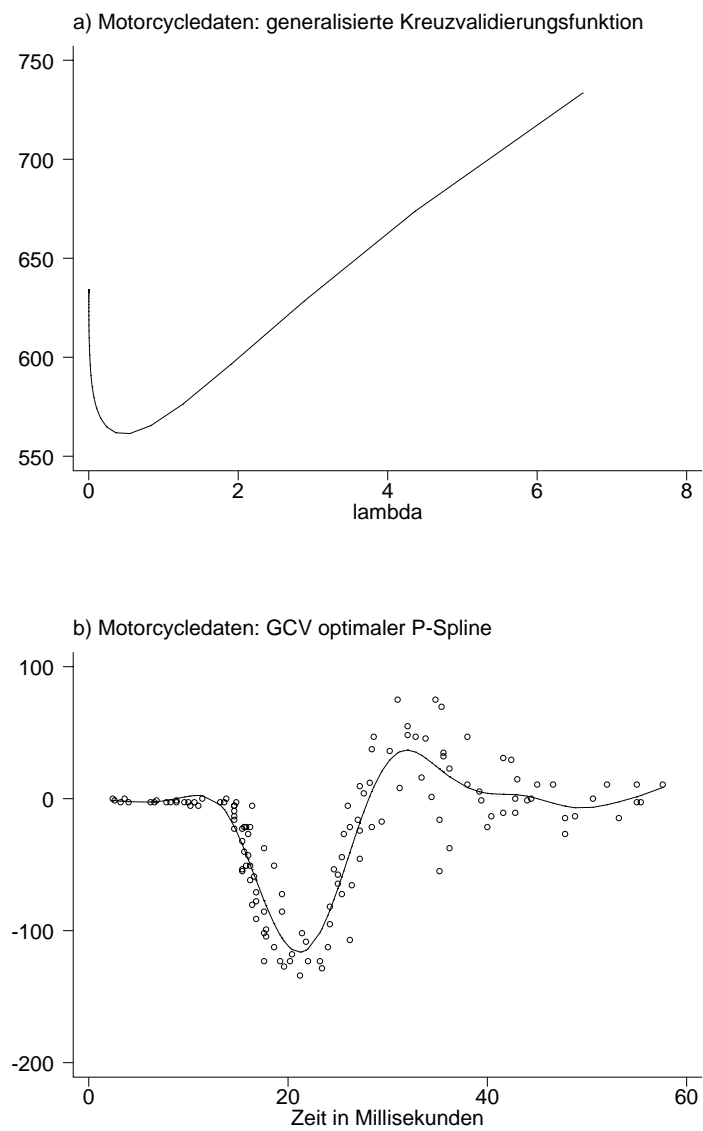 a) Motorcycledaten: generalisierte Kreuzvalidierungsfunktion
750
700
650
600
550
0 2 4 6 8
lambda
b) Motorcycledaten: GCV optimaler P-Spline
100
0
-100
-200
0 20 40 60
Zeit in Millisekunden